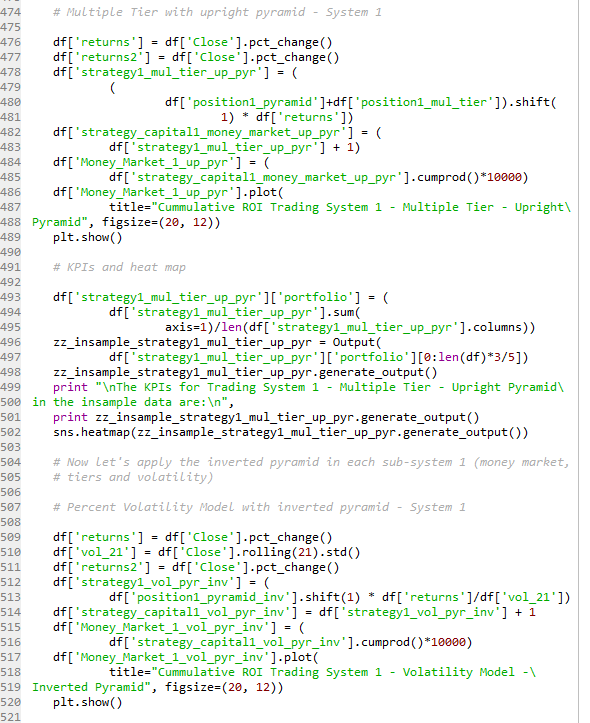 474     # Multiple Tier with upright pyramid - System 1
475
476     df['returns'] = df['Close'].pct_change()
477     df['returns2'] = df['Close'].pct_change()
478     df['strategy1_mul_tier_up_pyr'] = (
479             (
480                     df['position1_pyramid']+df['position1_mul_tier']).shift(
481                             1) * df['returns'])
482     df['strategy_capital1_money_market_up_pyr'] = (
483             df['strategy1_mul_tier_up_pyr'] + 1)
484     df['Money_Market_1_up_pyr'] = (
485             df['strategy_capital1_money_market_up_pyr'].cumprod()*10000)
486     df['Money_Market_1_up_pyr'].plot(
487             title="Cummulative ROI Trading System 1 - Multiple Tier - Upright\
488  Pyramid", figsize=(20, 12))
489     plt.show()
490
491     # KPIs and heat map
492
493     df['strategy1_mul_tier_up_pyr']['portfolio'] = (
494             df['strategy1_mul_tier_up_pyr'].sum(
495                     axis=1)/len(df['strategy1_mul_tier_up_pyr'].columns))
496     zz_insample_strategy1_mul_tier_up_pyr = Output(
497             df['strategy1_mul_tier_up_pyr']['portfolio'][0:len(df)*3/5])
498     zz_insample_strategy1_mul_tier_up_pyr.generate_output()
499     print "\nThe KPIs for Trading System 1 - Multiple Tier - Upright Pyramid\
500  in the insample data are:\n",
501     print zz_insample_strategy1_mul_tier_up_pyr.generate_output()
502     sns.heatmap(zz_insample_strategy1_mul_tier_up_pyr.generate_output())
503
504     # Now let's apply the inverted pyramid in each sub-system 1 (money market,
505     # tiers and volatility)
506
507     # Percent Volatility Model with inverted pyramid - System 1
508
509     df['returns'] = df['Close'].pct_change()
510     df['vol_21'] = df['Close'].rolling(21).std()
511     df['returns2'] = df['Close'].pct_change()
512     df['strategy1_vol_pyr_inv'] = (
513             df['position1_pyramid_inv'].shift(1) * df['returns']/df['vol_21'])
514     df['strategy_capital1_vol_pyr_inv'] = df['strategy1_vol_pyr_inv'] + 1
515     df['Money_Market_1_vol_pyr_inv'] = (
516             df['strategy_capital1_vol_pyr_inv'].cumprod()*10000)
517     df['Money_Market_1_vol_pyr_inv'].plot(
518             title="Cummulative ROI Trading System 1 - Volatility Model -\
519  Inverted Pyramid", figsize=(20, 12))
520     plt.show()
521